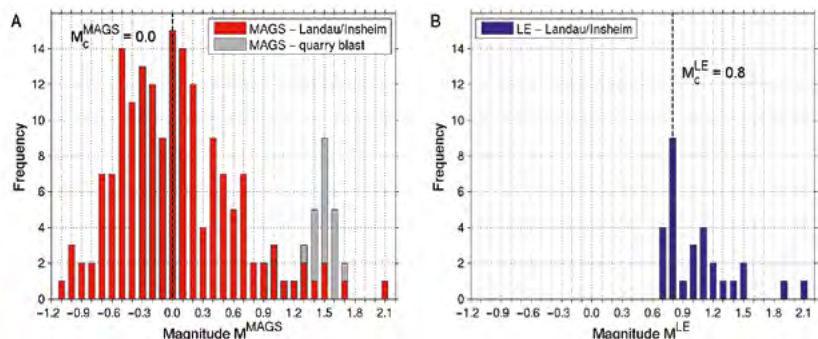 A
M_c^MAGS = 0.0
MAGS – Landau/Insheim
MAGS – quarry blast
Frequency
14
12
10
8
6
4
2
0
−1.2 −0.9 −0.6 −0.3 0.0 0.3 0.6 0.9 1.2 1.5 1.8 2.1
Magnitude M^MAGS
B
LE – Landau/Insheim
M_c^LE = 0.8
Frequency
14
12
10
8
6
4
2
0
−1.2 −0.9 −0.6 −0.3 0.0 0.3 0.6 0.9 1.2 1.5 1.8 2.1
Magnitude M^LE